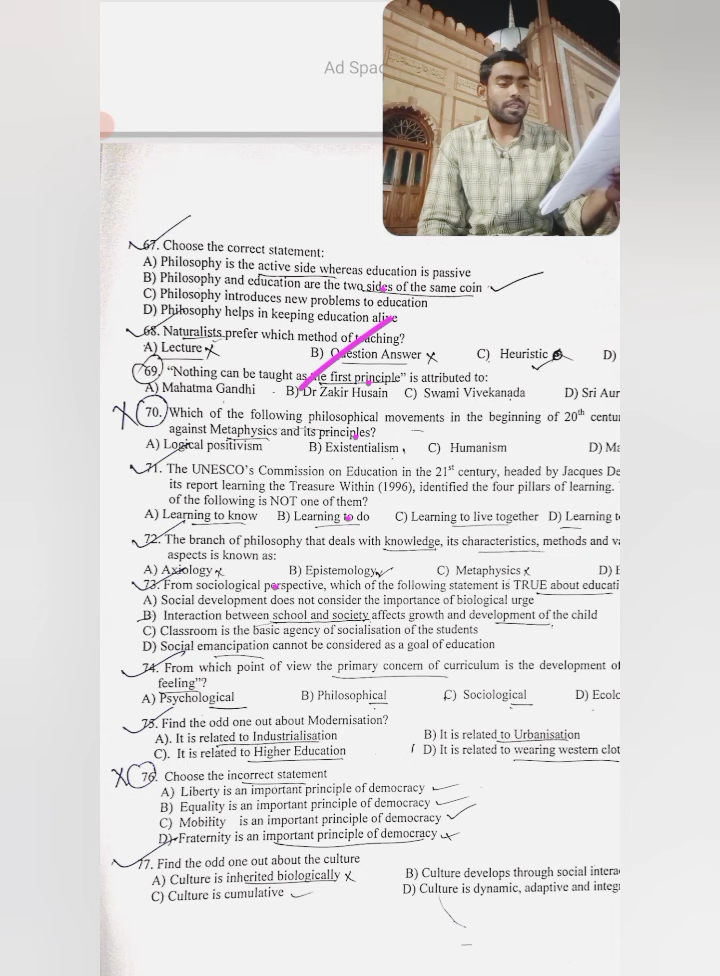 Ad Spac
67. Choose the correct statement:
A) Philosophy is the active side whereas education is passive
B) Philosophy and education are the two sides of the same coin
C) Philosophy introduces new problems to education
D) Philosophy helps in keeping education alive
68. Naturalists prefer which method of teaching?
A) Lecture B) Question Answer C) Heuristic D)
69. "Nothing can be taught as the first principle" is attributed to:
A) Mahatma Gandhi B) Dr Zakir Husain C) Swami Vivekanada D) Sri Aur
70. Which of the following philosophical movements in the beginning of 20th centu
against Metaphysics and its principles?
A) Logical positivism B) Existentialism C) Humanism D) Ma
71. The UNESCO's Commission on Education in the 21st century, headed by Jacques De
its report learning the Treasure Within (1996), identified the four pillars of learning.
of the following is NOT one of them?
A) Learning to know B) Learning to do C) Learning to live together D) Learning t
72. The branch of philosophy that deals with knowledge, its characteristics, methods and va
aspects is known as:
A) Axiology B) Epistemology C) Metaphysics D) E
73. From sociological perspective, which of the following statement is TRUE about educati
A) Social development does not consider the importance of biological urge
B) Interaction between school and society affects growth and development of the child
C) Classroom is the basic agency of socialisation of the students
D) Social emancipation cannot be considered as a goal of education
74. From which point of view the primary concern of curriculum is the development of
feeling"?
A) Psychological B) Philosophical C) Sociological D) Ecolo
75. Find the odd one out about Modernisation?
A). It is related to Industrialisation B) It is related to Urbanisation
C). It is related to Higher Education D) It is related to wearing western clot
76. Choose the incorrect statement
A) Liberty is an important principle of democracy
B) Equality is an important principle of democracy
C) Mobility is an important principle of democracy
D) Fraternity is an important principle of democracy
77. Find the odd one out about the culture
A) Culture is inherited biologically B) Culture develops through social intera
C) Culture is cumulative D) Culture is dynamic, adaptive and integr